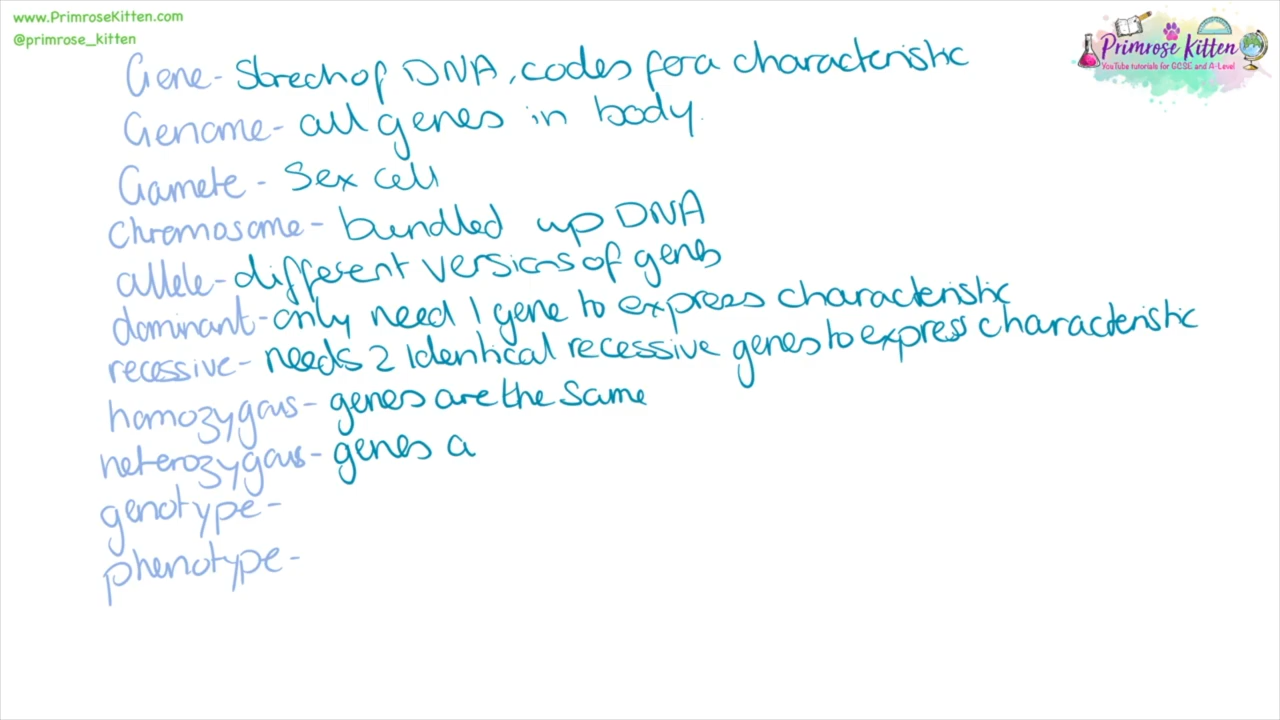 www.PrimroseKitten.com
@primrose_kitten
Primrose Kitten
YouTube tutorials for GCSE and A-Level
Gene - Strech of DNA, codes for a characteristic
Genome - all genes in body.
Gamete - Sex cell
chromosome - bundled up DNA
allele - different versions of genes
dominant - only need 1 gene to express characteristic
recessive - needs 2 identical recessive genes to express characteristic
homozygous - genes are the same
heterozygous - genes a
genotype -
phenotype -